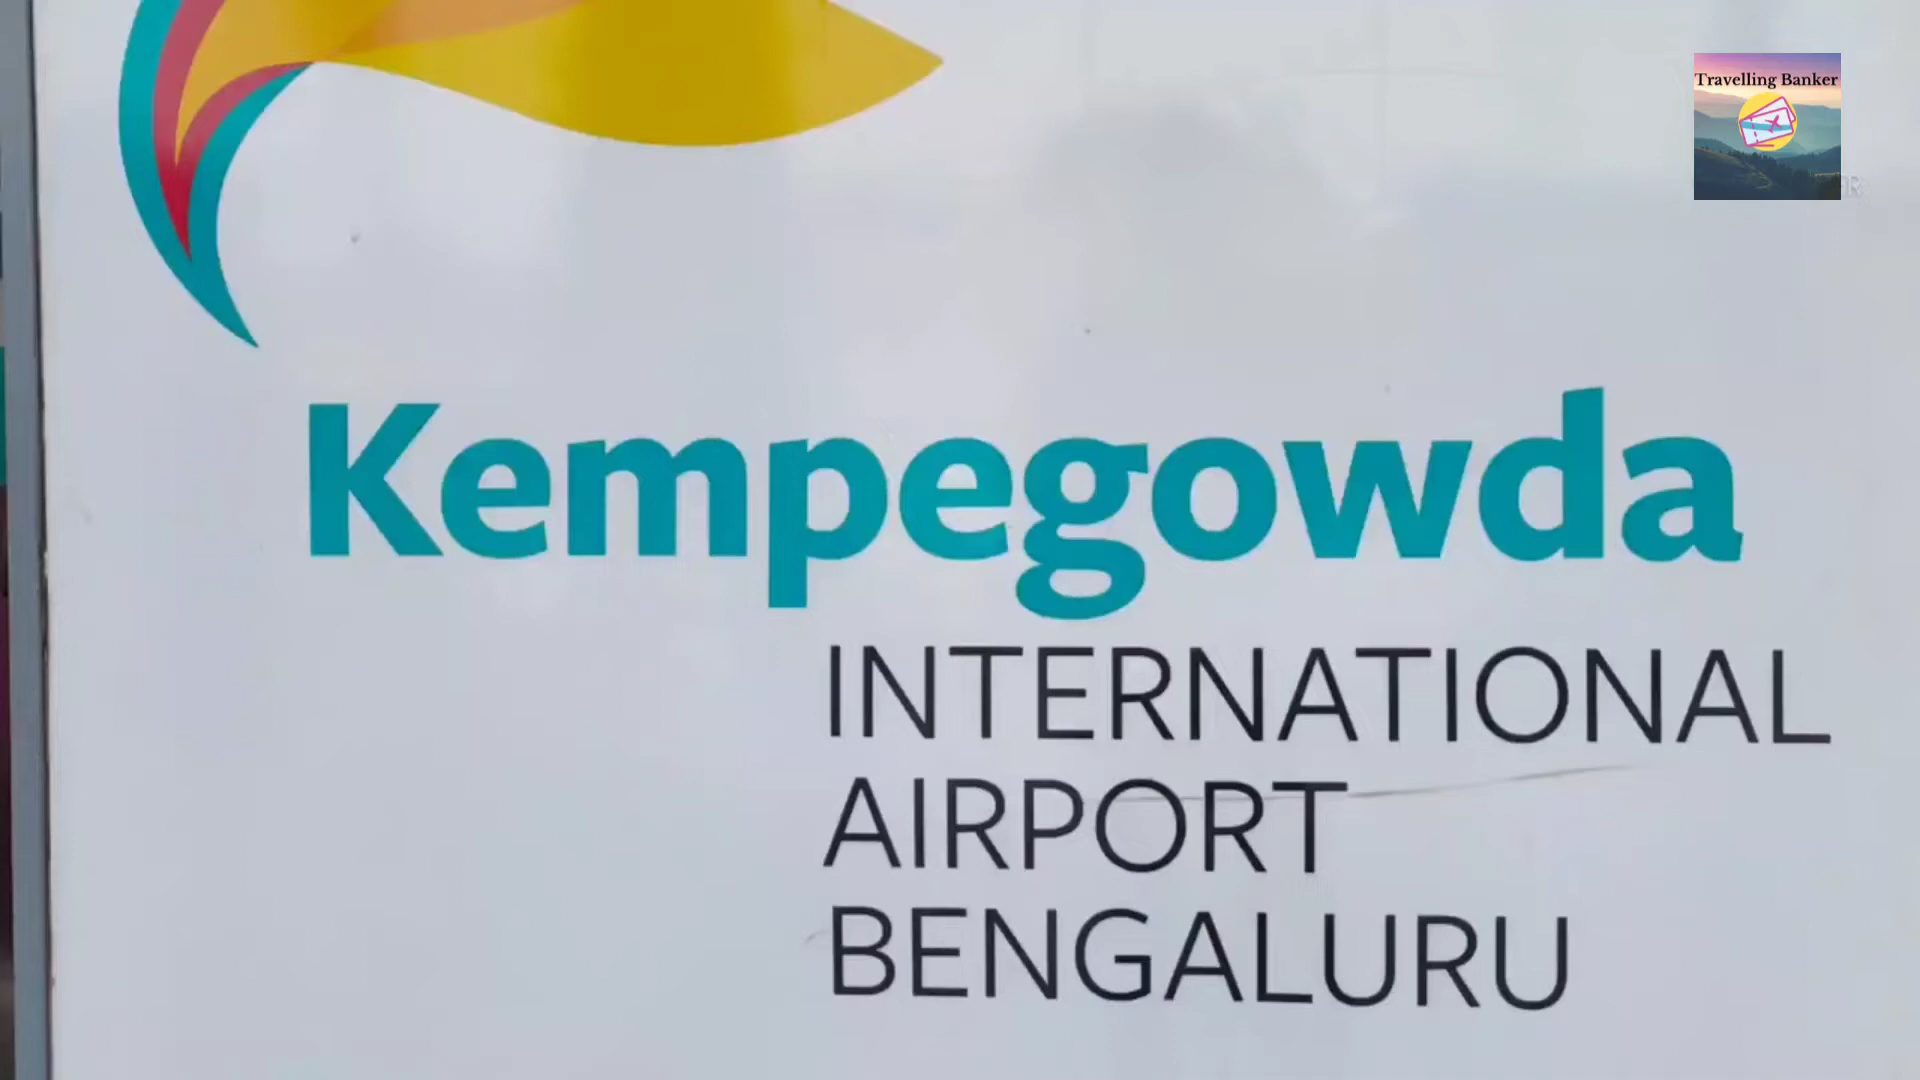 Travelling Banker
Kempegowda
INTERNATIONAL
AIRPORT
BENGALURU